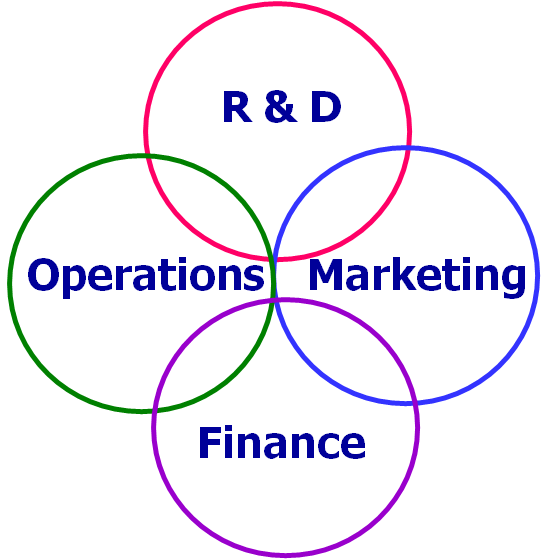 R & D
Operations
Marketing
Finance